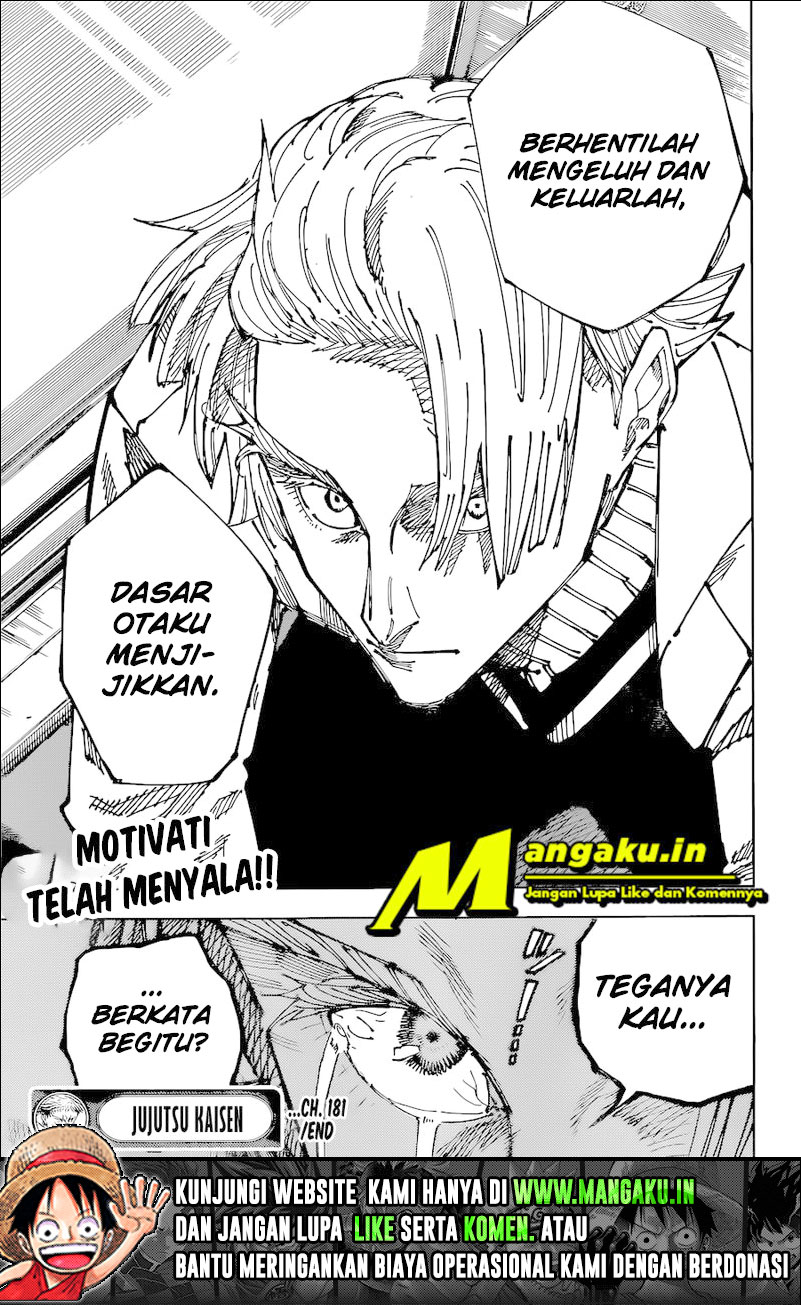 BERHENTILAH
MENGELUH DAN
KELUARLAH,
DASAR
OTAKU
MENJI-
JIKKAN.
MOTIVATI
TELAH MENYALA!!
Mangaku.in
Jangan Lupa Like dan Komennya
TEGANYA
KAU...
...
BERKATA
BEGITU?
JUJUTSU KAISEN
...CH. 181
/END
KUNJUNGI WEBSITE KAMI HANYA DI WWW.MANGAKU.IN
DAN JANGAN LUPA LIKE SERTA KOMEN. ATAU
BANTU MERINGANKAN BIAYA OPERASIONAL KAMI DENGAN BERDONASI